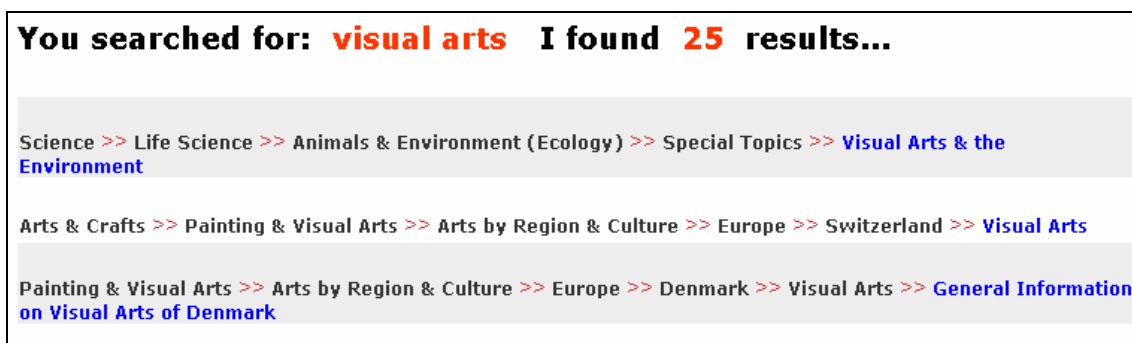 You searched for: visual arts I found 25 results...
Science >> Life Science >> Animals & Environment (Ecology) >> Special Topics >> Visual Arts & the
Environment
Arts & Crafts >> Painting & Visual Arts >> Arts by Region & Culture >> Europe >> Switzerland >> Visual Arts
Painting & Visual Arts >> Arts by Region & Culture >> Europe >> Denmark >> Visual Arts >> General Information
on Visual Arts of Denmark